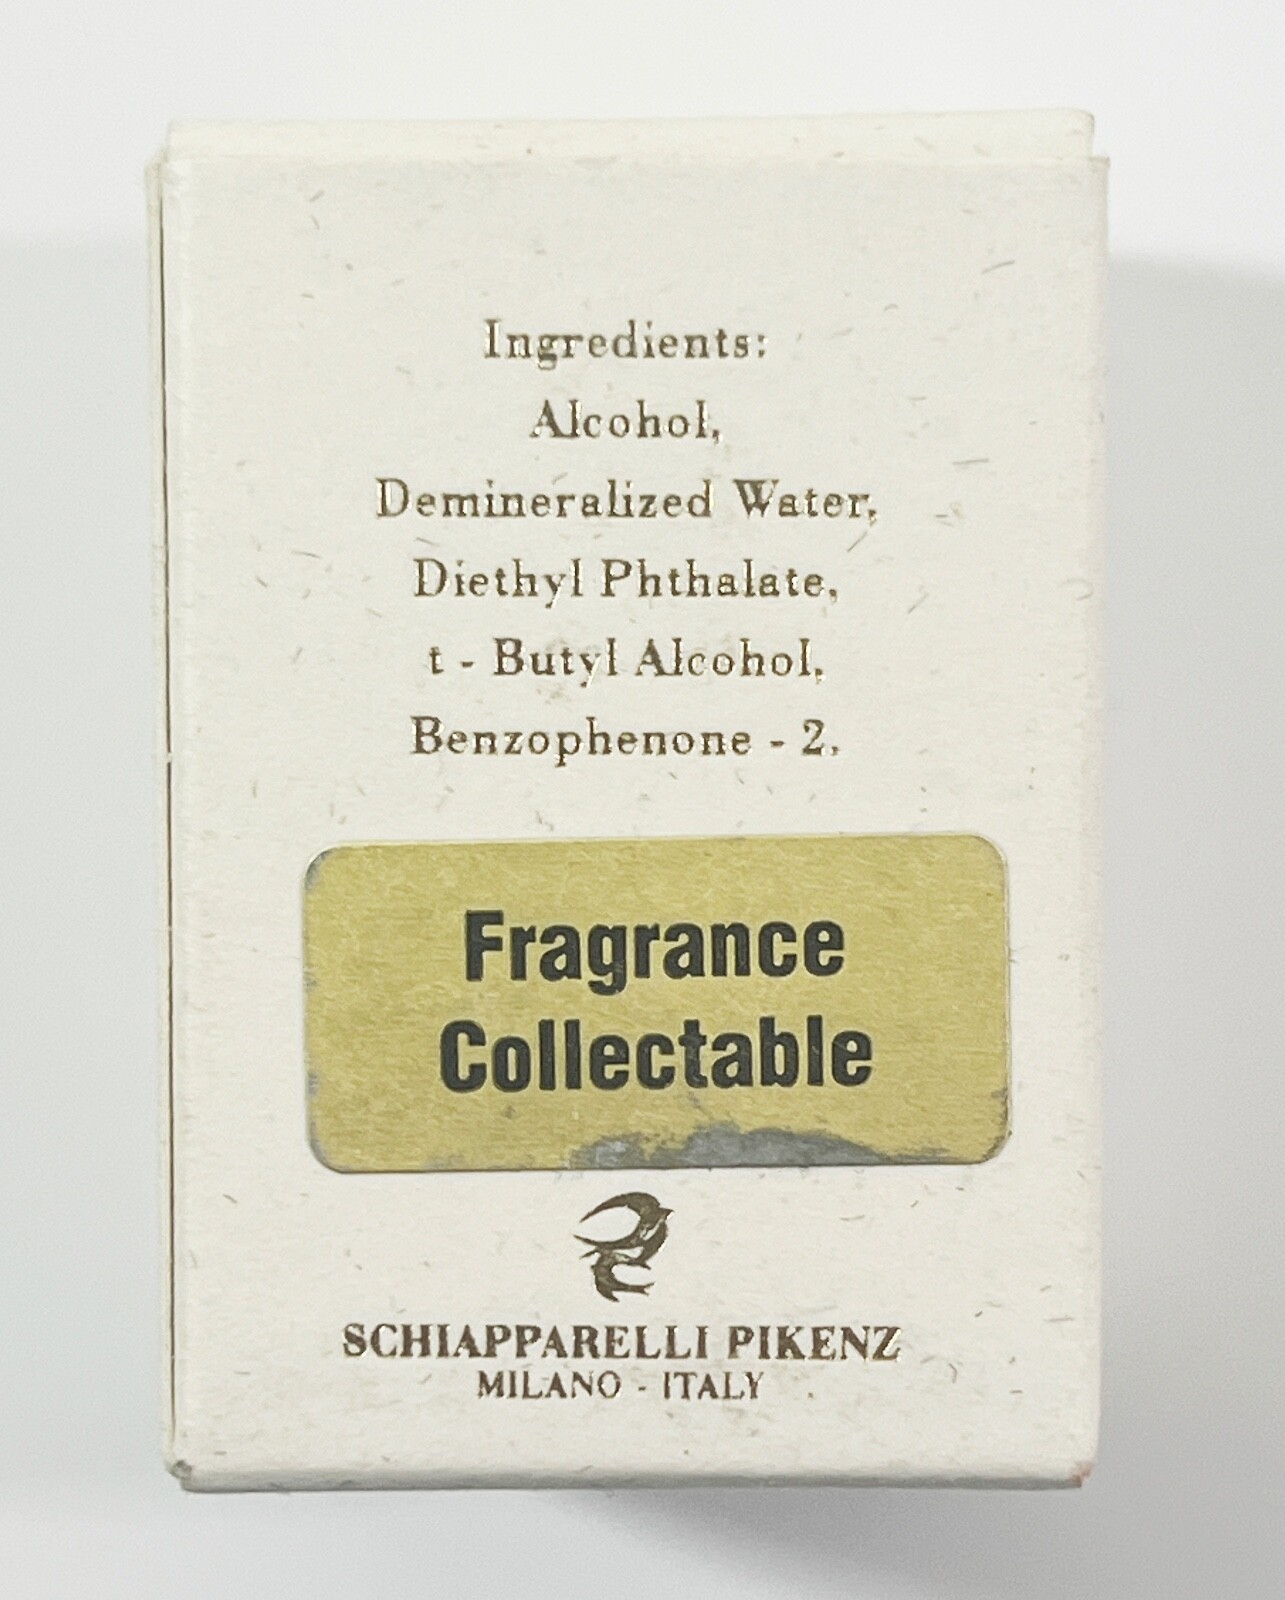 Ingredients:
Alcohol,
Demineralized Water,
Diethyl Phthalate,
t - Butyl Alcohol,
Benzophenone - 2,
Fragrance
Collectable
SCHIAPPARELLI PIKENZ
MILANO - ITALY